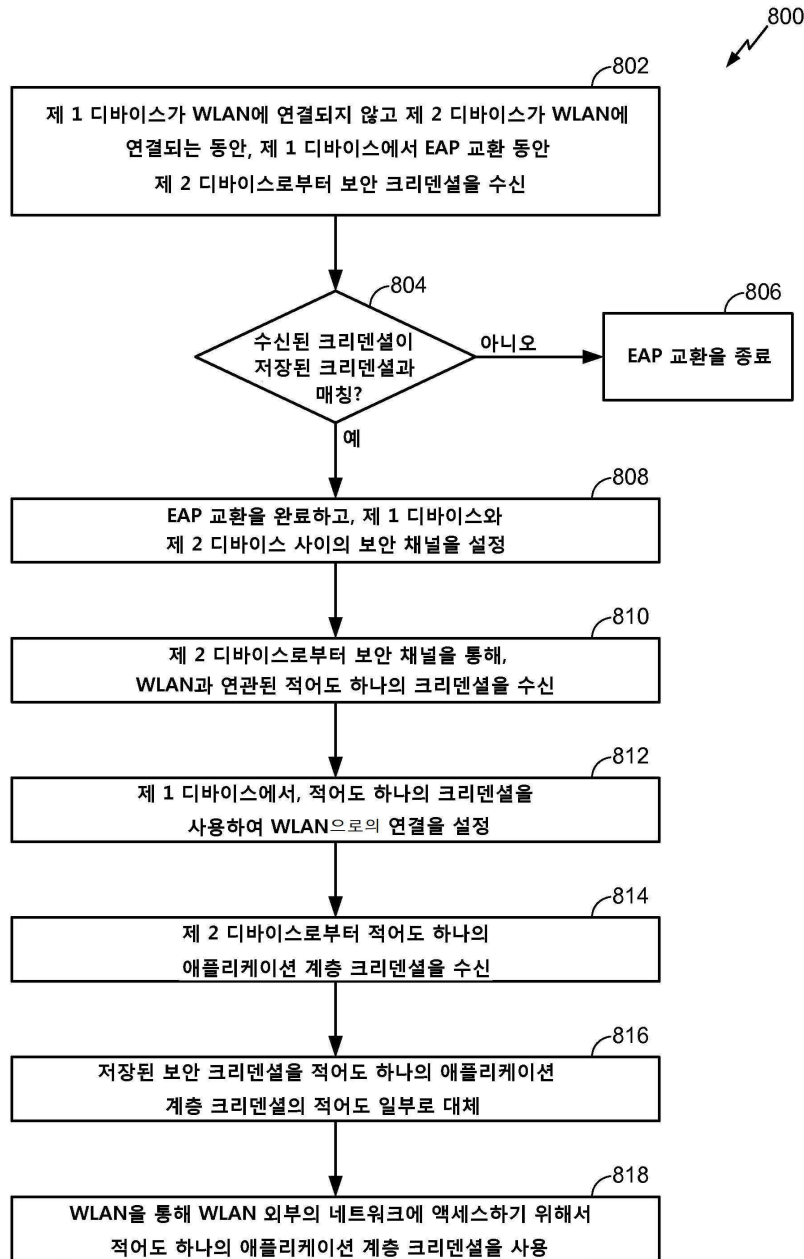 800
802
제 1 디바이스가 WLAN에 연결되지 않고 제 2 디바이스가 WLAN에
연결되는 동안, 제 1 디바이스에서 EAP 교환 동안
제 2 디바이스로부터 보안 크리덴셜을 수신
804
수신된 크리덴셜이
저장된 크리덴셜과
매칭?
아니오
806
EAP 교환을 종료
예
808
EAP 교환을 완료하고, 제 1 디바이스와
제 2 디바이스 사이의 보안 채널을 설정
810
제 2 디바이스로부터 보안 채널을 통해,
WLAN과 연관된 적어도 하나의 크리덴셜을 수신
812
제 1 디바이스에서, 적어도 하나의 크리덴셜을
사용하여 WLAN으로의 연결을 설정
814
제 2 디바이스로부터 적어도 하나의
애플리케이션 계층 크리덴셜을 수신
816
저장된 보안 크리덴셜을 적어도 하나의 애플리케이션
계층 크리덴셜의 적어도 일부로 대체
818
WLAN을 통해 WLAN 외부의 네트워크에 액세스하기 위해서
적어도 하나의 애플리케이션 계층 크리덴셜을 사용